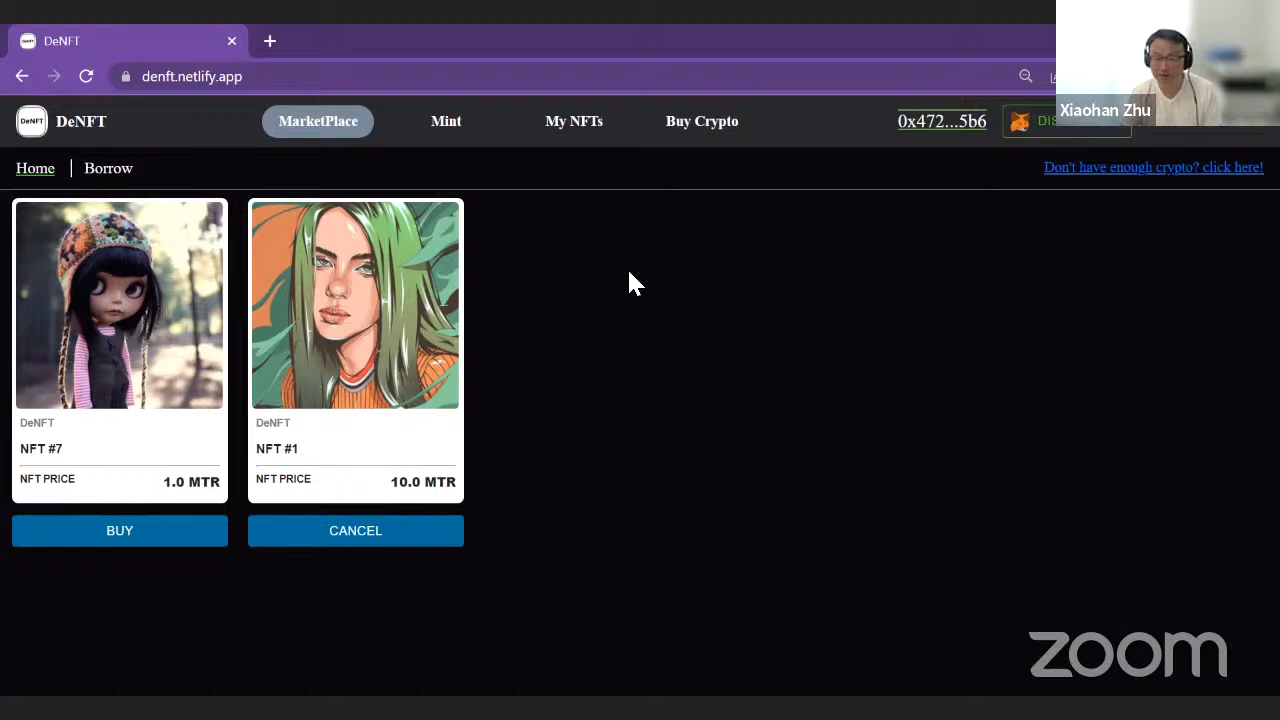 DeNFT
denft.netlify.app
Xiaohan Zhu
DeNFT
DeNFT
MarketPlace
Mint
My NFTs
Buy Crypto
0x472...5b6
Home
Borrow
Don't have enough crypto? click here!
DeNFT
NFT #7
NFT PRICE
1.0 MTR
BUY
DeNFT
NFT #1
NFT PRICE
10.0 MTR
CANCEL
zoom